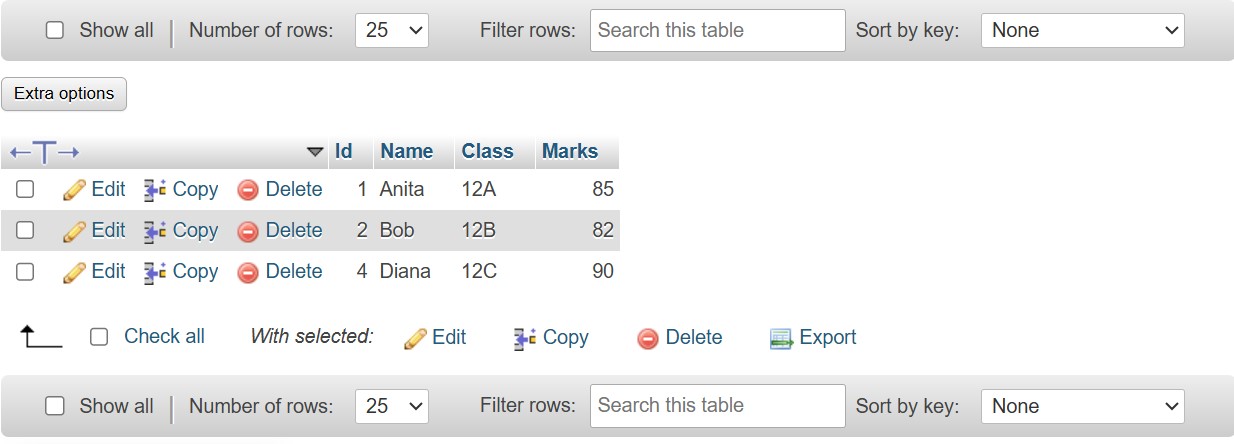 Show all | Number of rows: 25 Filter rows: Search this table Sort by key: None
Extra options
←T→ Id Name Class Marks
Edit Copy Delete 1 Anita 12A 85
Edit Copy Delete 2 Bob 12B 82
Edit Copy Delete 4 Diana 12C 90
Check all With selected: Edit Copy Delete Export
Show all | Number of rows: 25 Filter rows: Search this table Sort by key: None